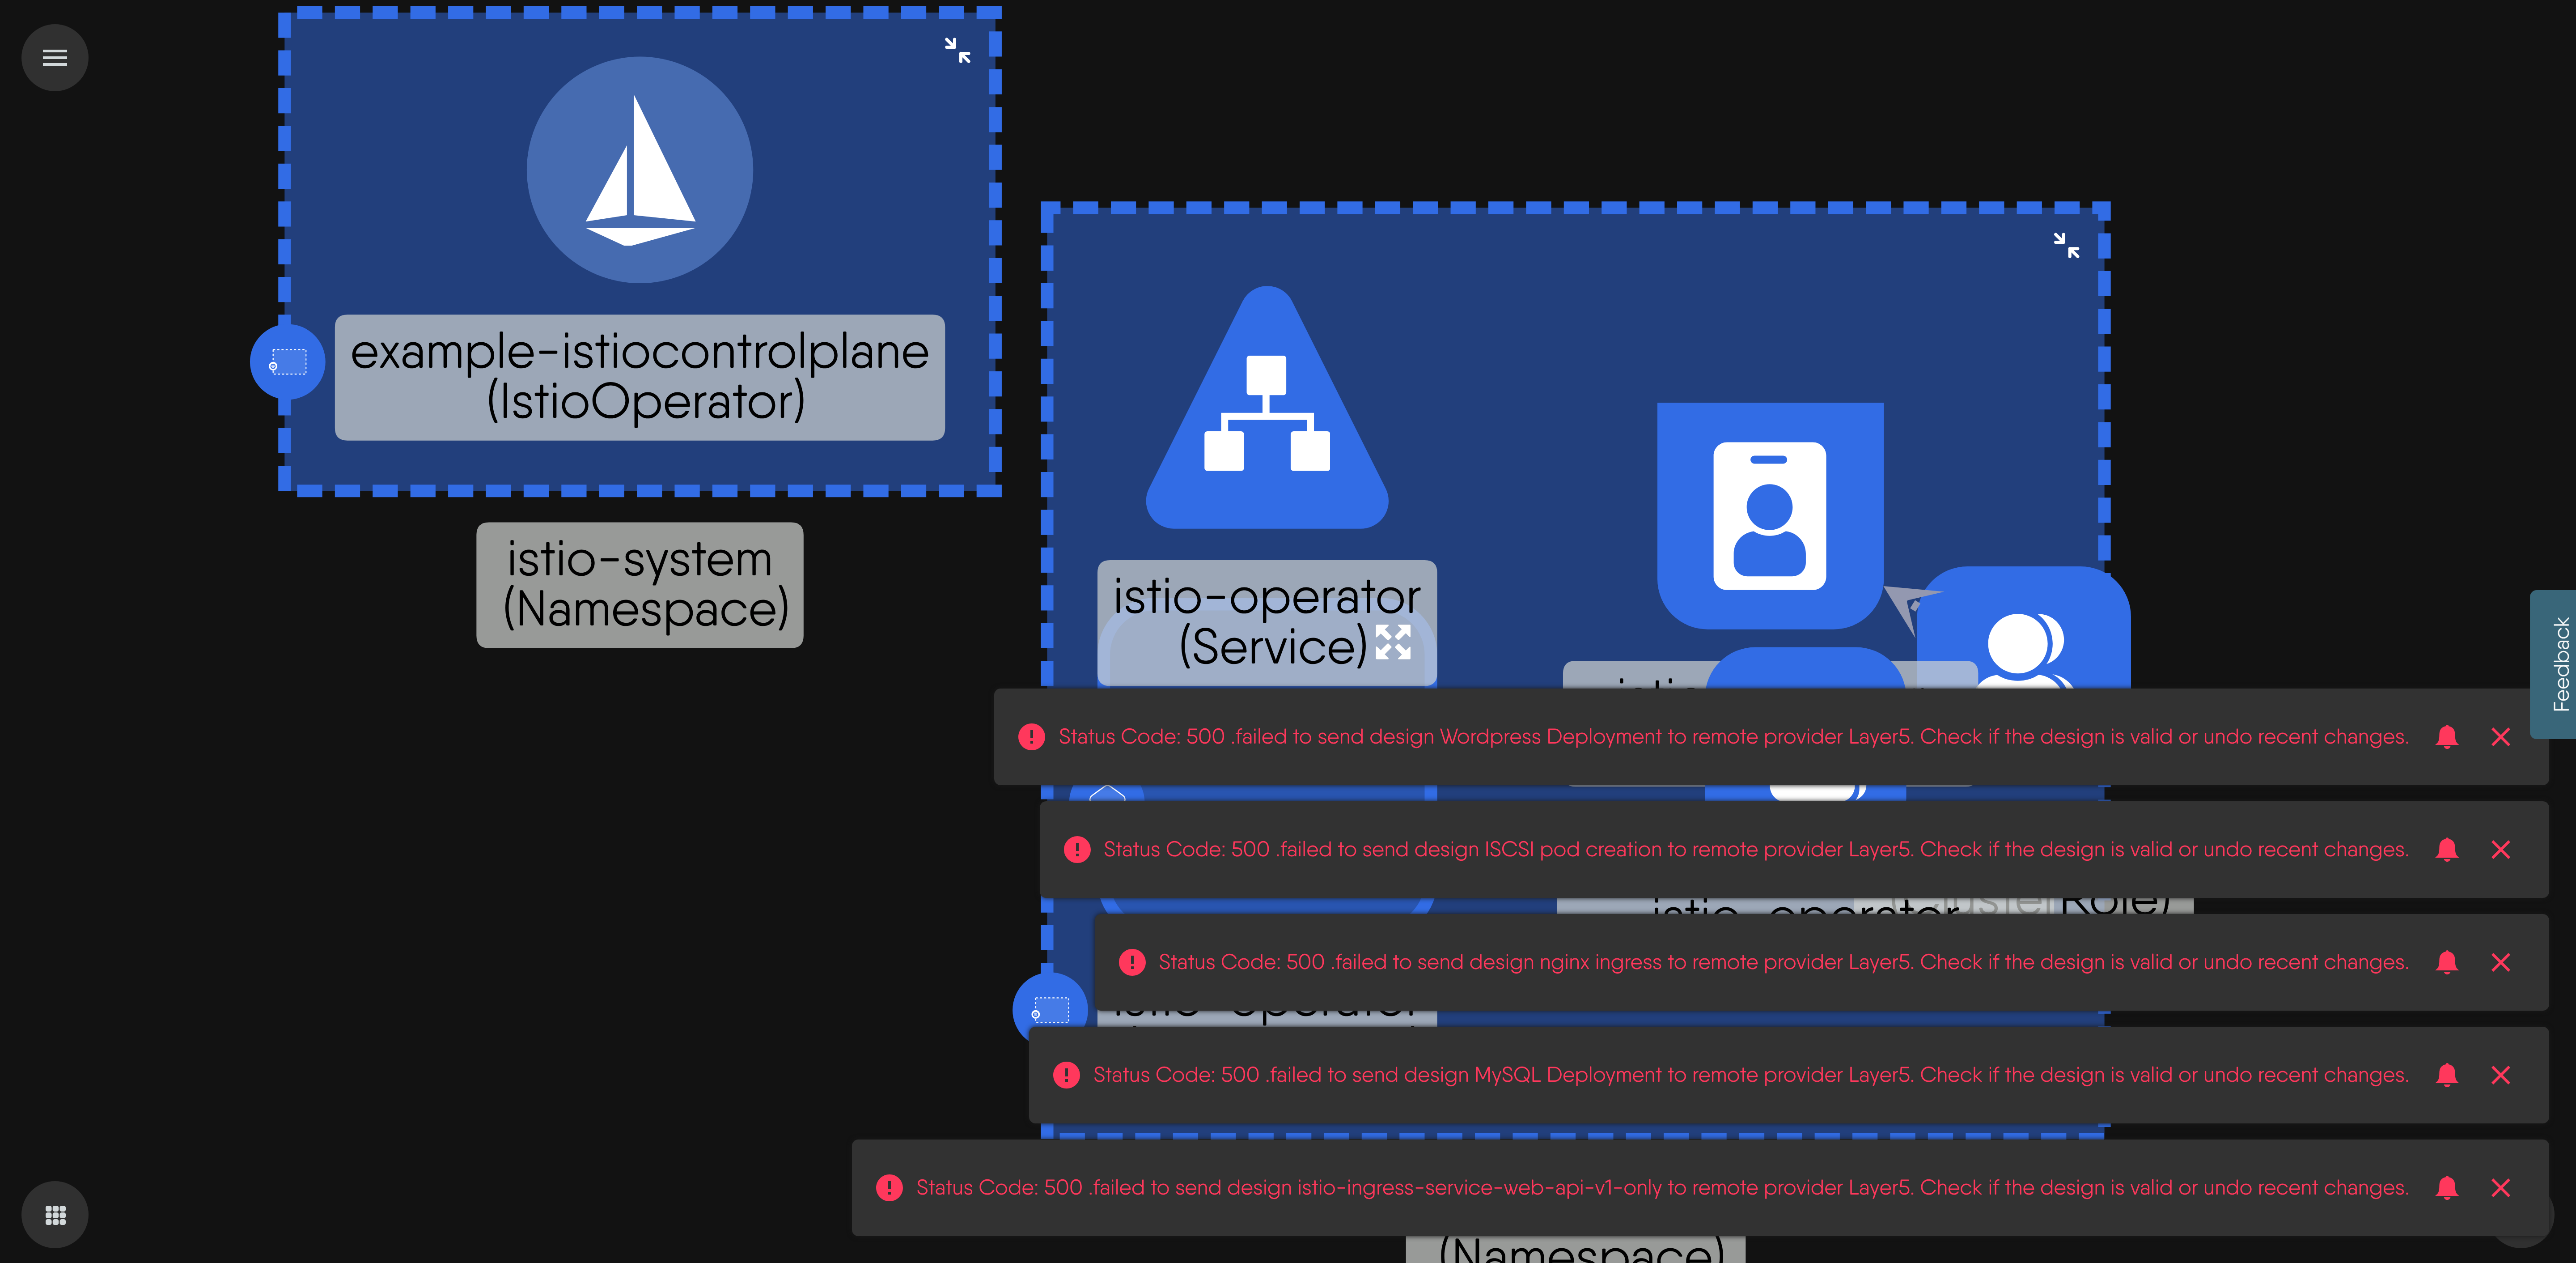 example-istiocontrolplane
(IstioOperator)
istio-system
(Namespace)
istio-operator
(Service)
Feedback
Status Code: 500 .failed to send design Wordpress Deployment to remote provider Layer5. Check if the design is valid or undo recent changes.
Status Code: 500 .failed to send design ISCSI pod creation to remote provider Layer5. Check if the design is valid or undo recent changes.
istio-operator
Role)
Status Code: 500 .failed to send design nginx ingress to remote provider Layer5. Check if the design is valid or undo recent changes.
istio-operator
Status Code: 500 .failed to send design MySQL Deployment to remote provider Layer5. Check if the design is valid or undo recent changes.
Status Code: 500 .failed to send design istio-ingress-service-web-api-v1-only to remote provider Layer5. Check if the design is valid or undo recent changes.
(Namespace)